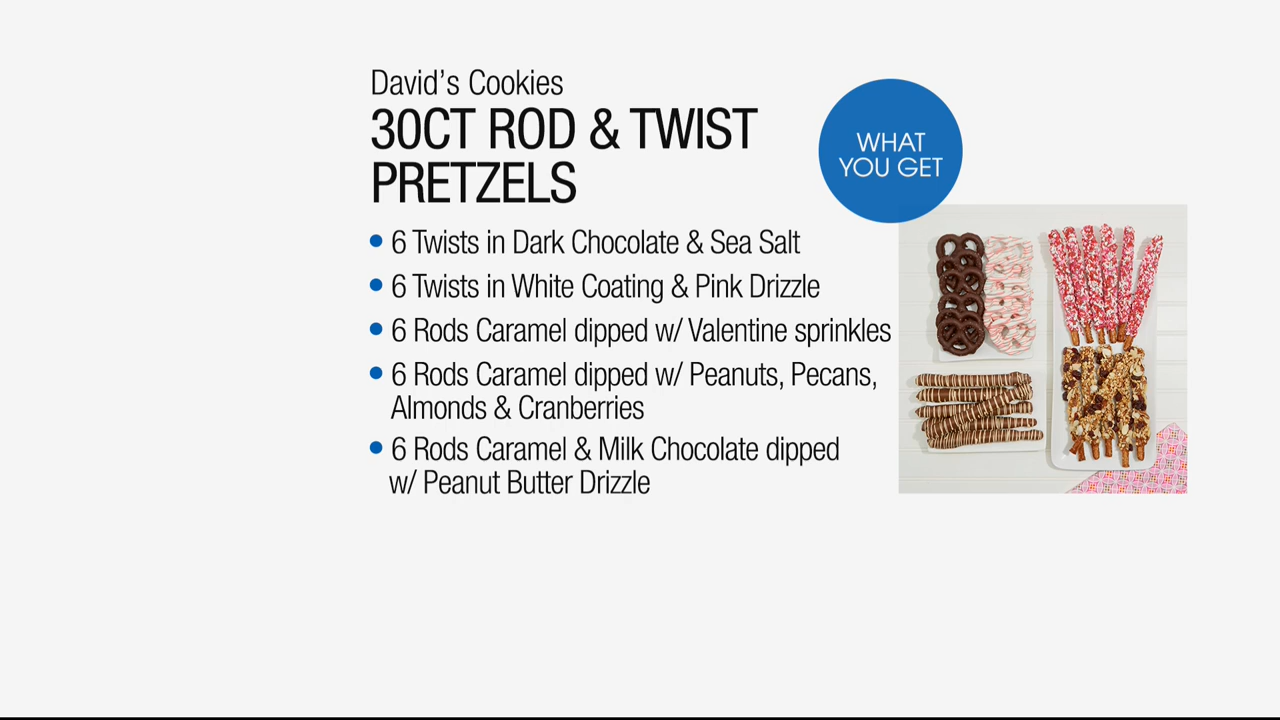 David's Cookies
30CT ROD & TWIST
PRETZELS
WHAT
YOU GET
• 6 Twists in Dark Chocolate & Sea Salt
• 6 Twists in White Coating & Pink Drizzle
• 6 Rods Caramel dipped w/ Valentine sprinkles
• 6 Rods Caramel dipped w/ Peanuts, Pecans,
Almonds & Cranberries
• 6 Rods Caramel & Milk Chocolate dipped
w/ Peanut Butter Drizzle